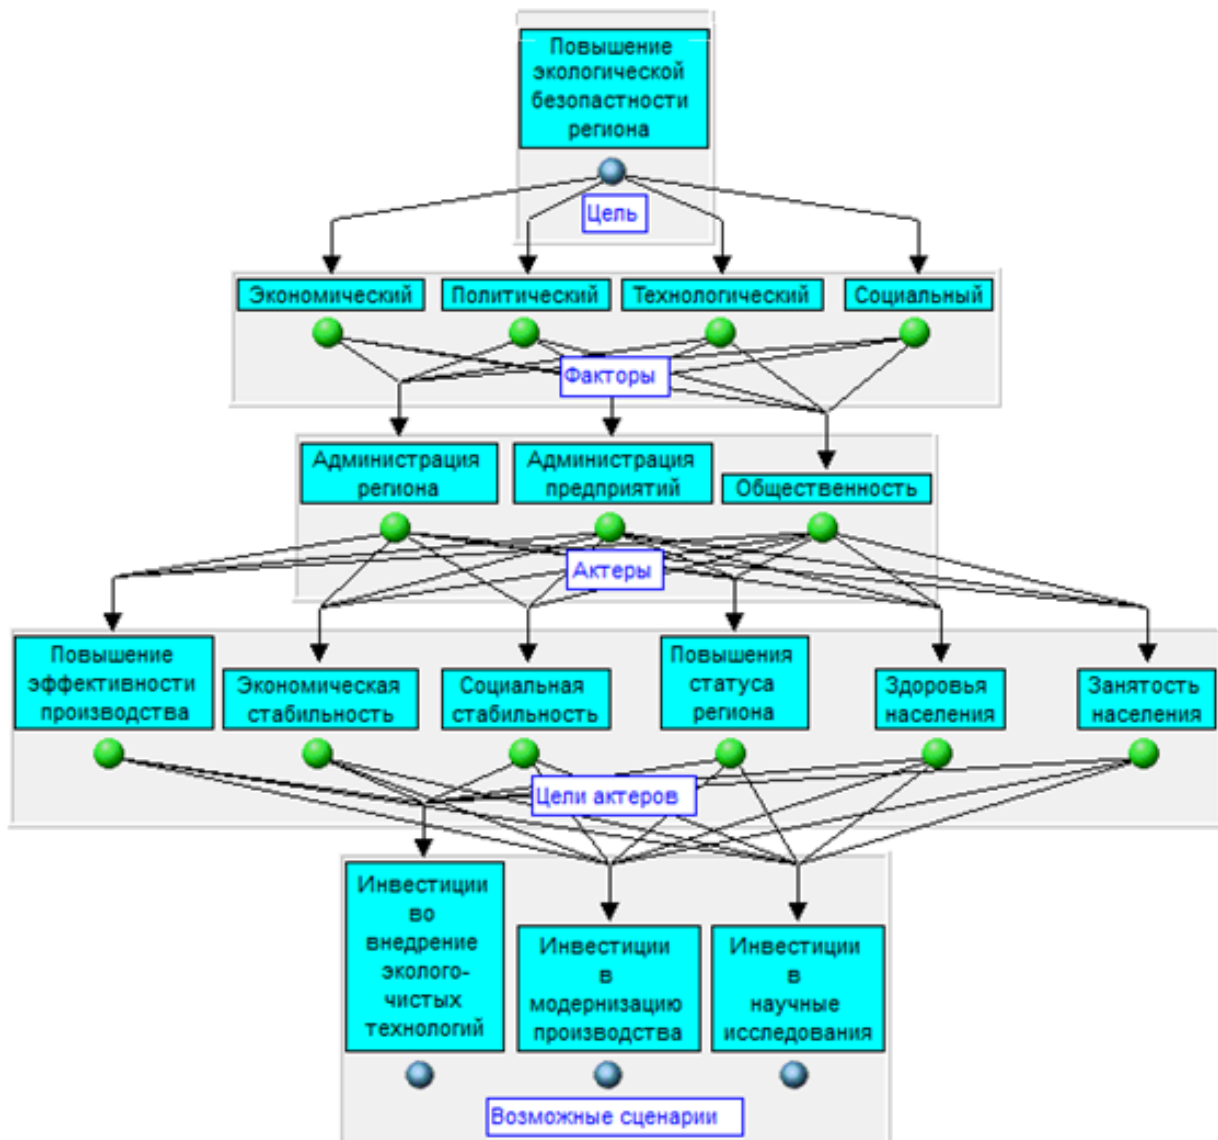 Повышение
экологической
безопастности
региона
Цель
Экономический
Политический
Технологический
Социальный
Факторы
Администрация
региона
Администрация
предприятий
Общественность
Актеры
Повышение
эффективности
производства
Экономическая
стабильность
Социальная
стабильность
Повышения
статуса
региона
Здоровья
населения
Занятость
населения
Цели актеров
Инвестиции
во
внедрение
эколого-
чистых
технологий
Инвестиции
в
модернизацию
производства
Инвестиции
в
научные
исследования
Возможные сценарии